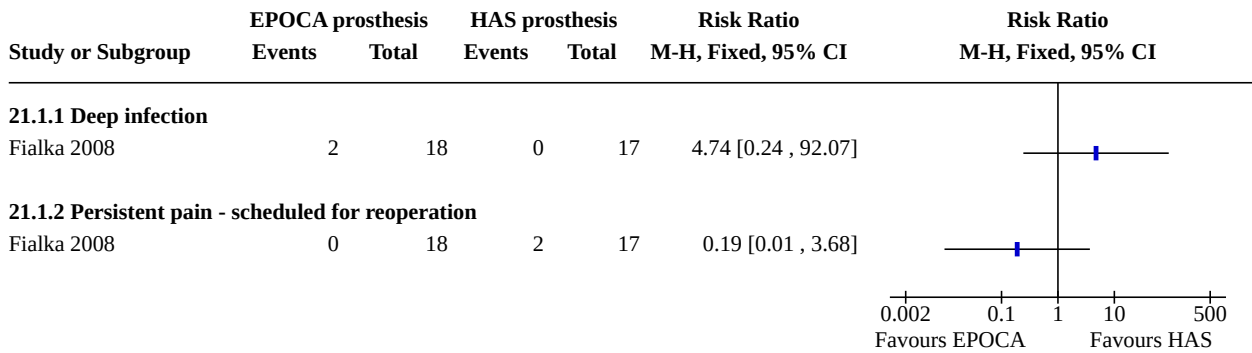 EPOCA prosthesis HAS prosthesis Risk Ratio Risk Ratio
Study or Subgroup Events Total Events Total M-H, Fixed, 95% CI M-H, Fixed, 95% CI
21.1.1 Deep infection
Fialka 2008 2 18 0 17 4.74 [0.24 , 92.07]
21.1.2 Persistent pain - scheduled for reoperation
Fialka 2008 0 18 2 17 0.19 [0.01 , 3.68]
0.002 0.1 1 10 500
Favours EPOCA Favours HAS